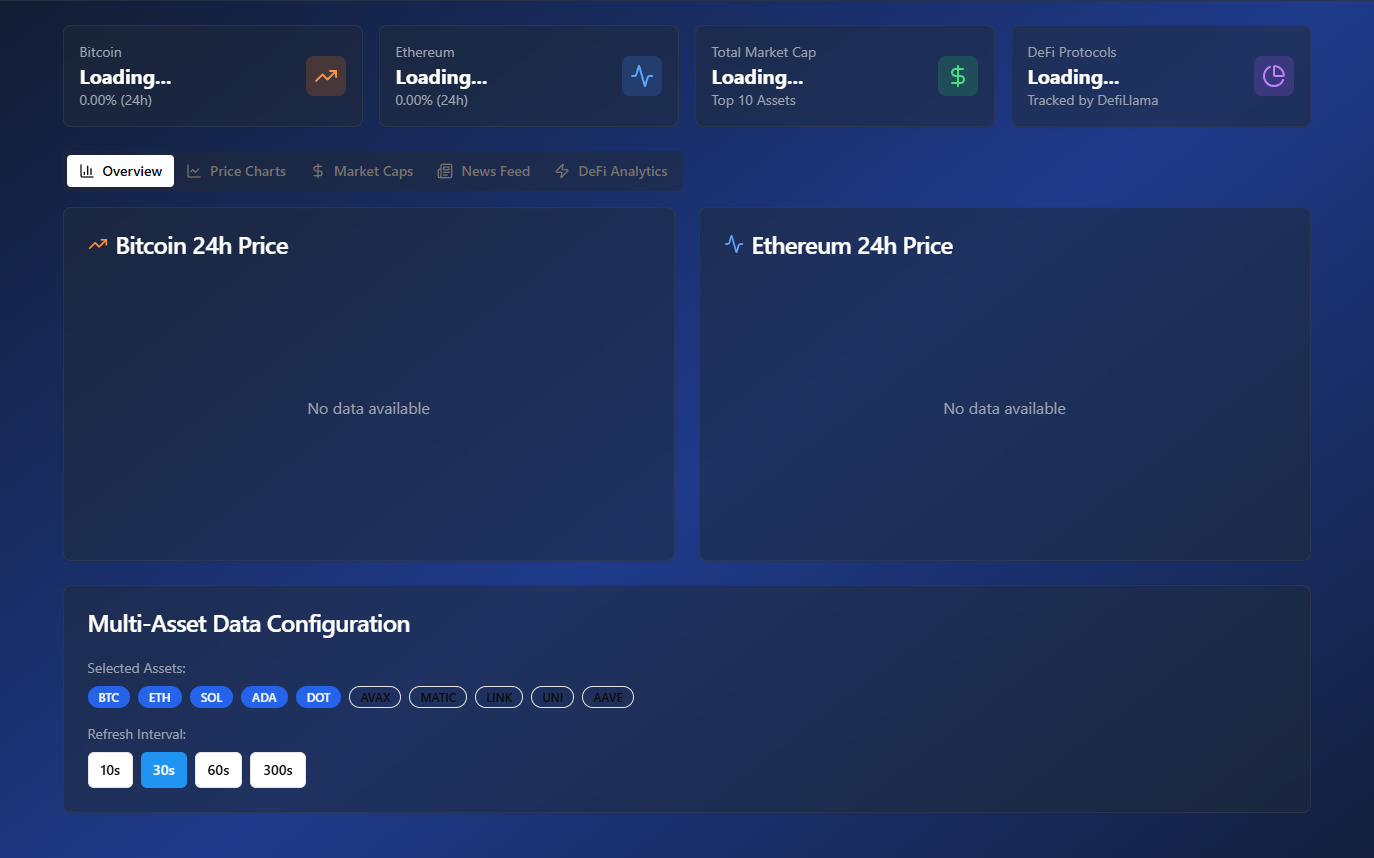 Bitcoin
Loading...
0.00% (24h)
Ethereum
Loading...
0.00% (24h)
Total Market Cap
Loading...
Top 10 Assets
DeFi Protocols
Loading...
Tracked by DefiLlama
Overview Price Charts Market Caps News Feed DeFi Analytics
Bitcoin 24h Price
No data available
Ethereum 24h Price
No data available
Multi-Asset Data Configuration
Selected Assets:
BTC ETH SOL ADA DOT AVAX MATIC LINK UNI AAVE
Refresh Interval:
10s 30s 60s 300s